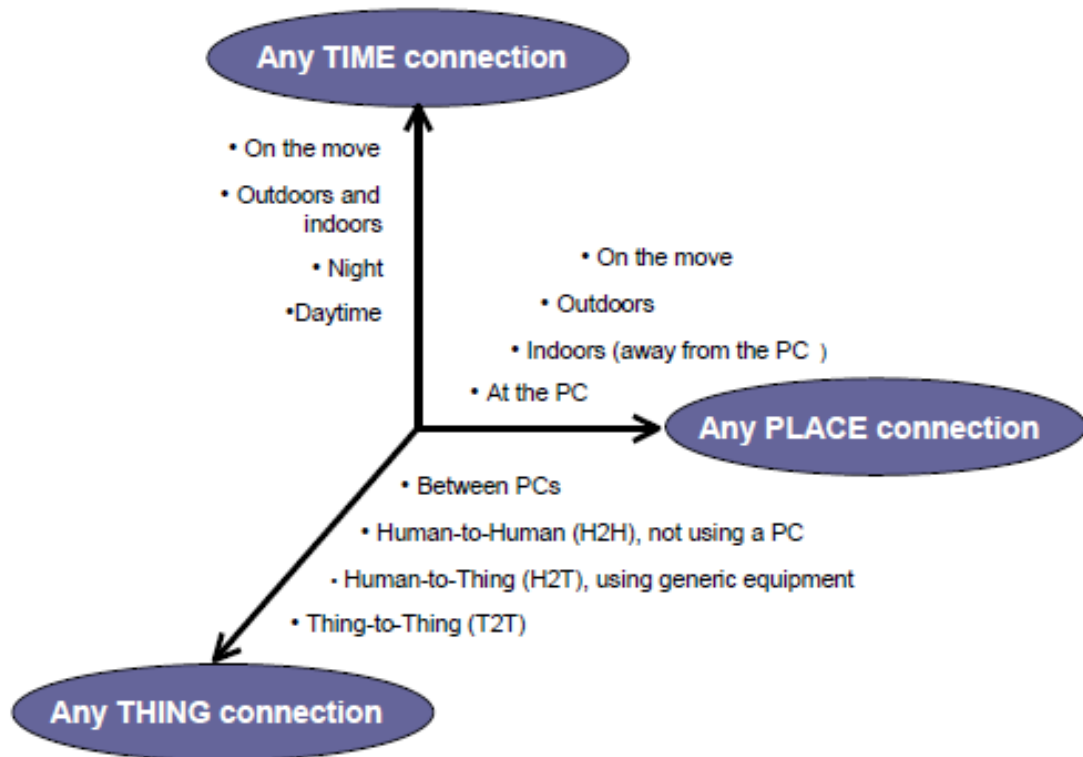 Any TIME connection
• On the move
• Outdoors and
indoors
• Night
•Daytime
• On the move
• Outdoors
• Indoors (away from the PC )
• At the PC
Any PLACE connection
• Between PCs
• Human-to-Human (H2H), not using a PC
• Human-to-Thing (H2T), using generic equipment
• Thing-to-Thing (T2T)
Any THING connection